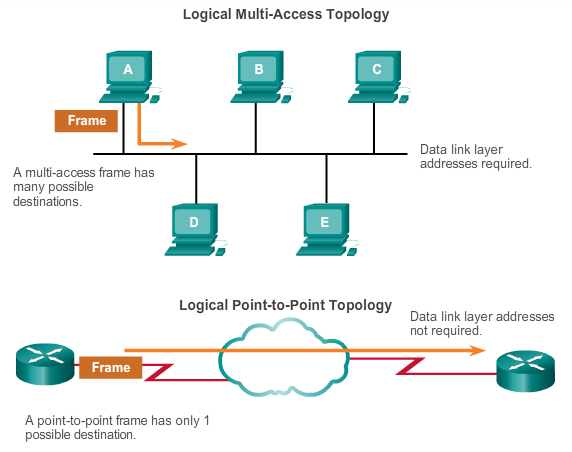 Logical Multi-Access Topology
A
B
C
Frame
Data link layer
addresses required.
A multi-access frame has
many possible
destinations.
D
E
Logical Point-to-Point Topology
Data link layer addresses
not required.
Frame
A point-to-point frame has only 1
possible destination.